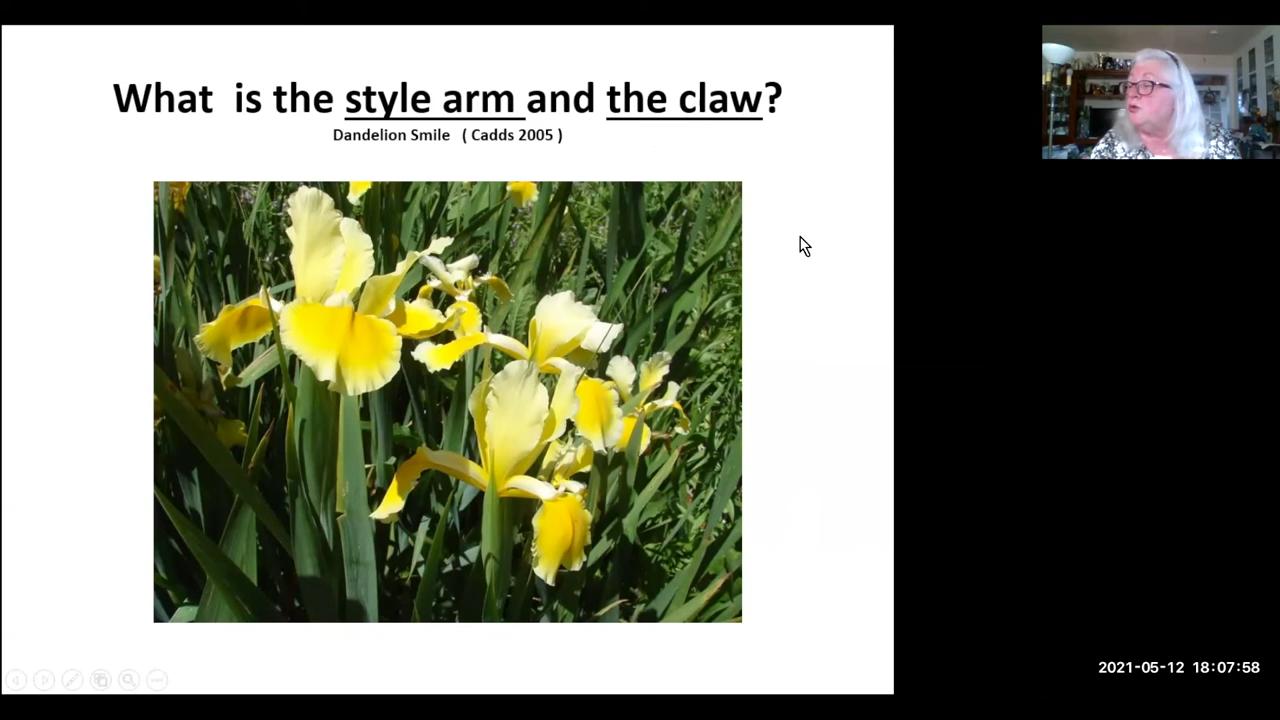 What  is the style arm and the claw?
Dandelion Smile   ( Cadds 2005 )
2021-05-12 18:07:58